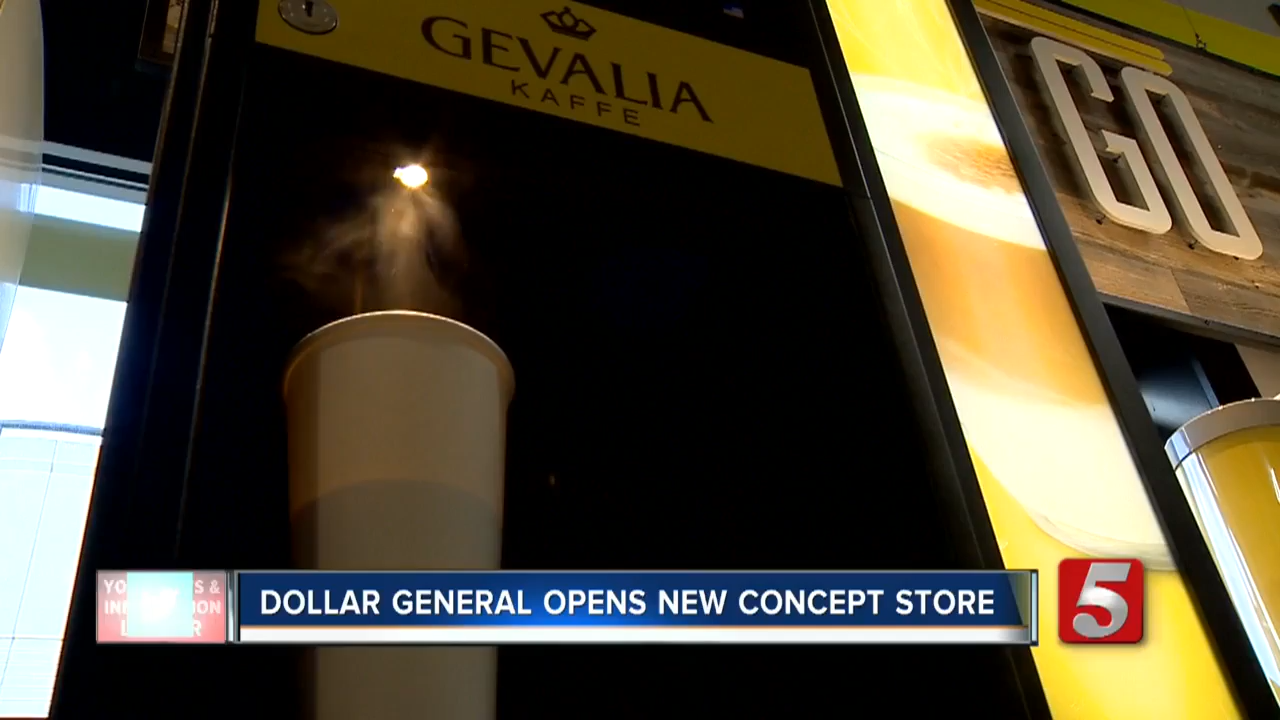 GEVALIA
KAFFE
GO
DOLLAR GENERAL OPENS NEW CONCEPT STORE
5